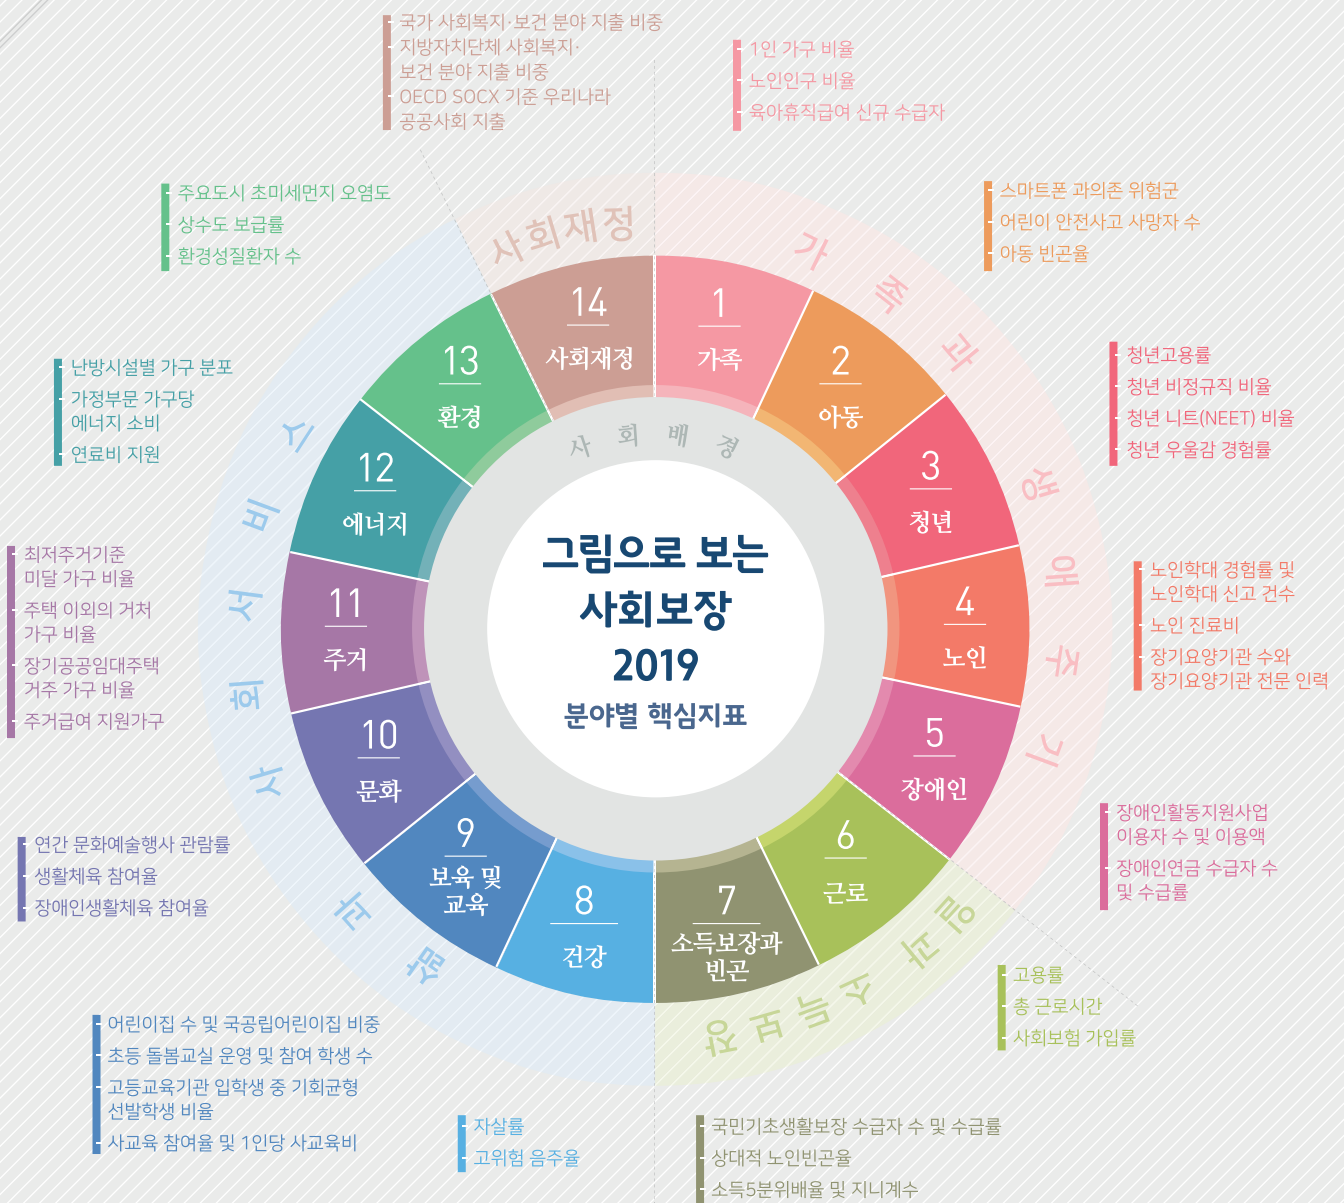 국가 사회복지·보건 분야 지출 비중
지방자치단체 사회복지·
보건 분야 지출 비중
OECD SOCX 기준 우리나라
공공사회 지출
1인 가구 비율
노인인구 비율
육아휴직급여 신규 수급자
주요도시 초미세먼지 오염도
상수도 보급률
환경성질환자 수
스마트폰 과의존 위험군
어린이 안전사고 사망자 수
아동 빈곤율
난방시설별 가구 분포
가정부문 가구당
에너지 소비
연료비 지원
청년고용률
청년 비정규직 비율
청년 니트(NEET) 비율
청년 우울감 경험률
최저주거기준
미달 가구 비율
주택 이외의 거처
가구 비율
장기공공임대주택
거주 가구 비율
주거급여 지원가구
노인학대 경험률 및
노인학대 신고 건수
노인 진료비
장기요양기관 수와
장기요양기관 전문 인력
연간 문화예술행사 관람률
생활체육 참여율
장애인생활체육 참여율
장애인활동지원사업
이용자 수 및 이용액
장애인연금 수급자 수
및 수급률
고용률
총 근로시간
사회보험 가입률
어린이집 수 및 국공립어린이집 비중
초등 돌봄교실 운영 및 참여 학생 수
고등교육기관 입학생 중 기회균형
선발학생 비율
사교육 참여율 및 1인당 사교육비
자살률
고위험 음주율
국민기초생활보장 수급자 수 및 수급률
상대적 노인빈곤율
소득5분위배율 및 지니계수
사회재정
가족과 생애주기
일과 소득보장
삶과 사회서비스
1
가족
2
아동
3
청년
4
노인
5
장애인
6
근로
7
소득보장과
빈곤
8
건강
9
보육 및
교육
10
문화
11
주거
12
에너지
13
환경
14
사회재정
사회배경
그림으로 보는
사회보장
2019
분야별 핵심지표